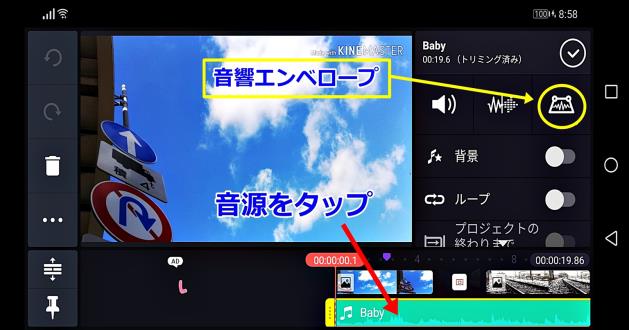 100 8:58
Made with KINEMASTER
Baby
00:19.6 (トリミング済み)
音響エンベロープ
背景
ループ
プロジェクトの
終わりまで
音源をタップ
AD
00:00:00.1
4
8
00:00:19.86
Baby